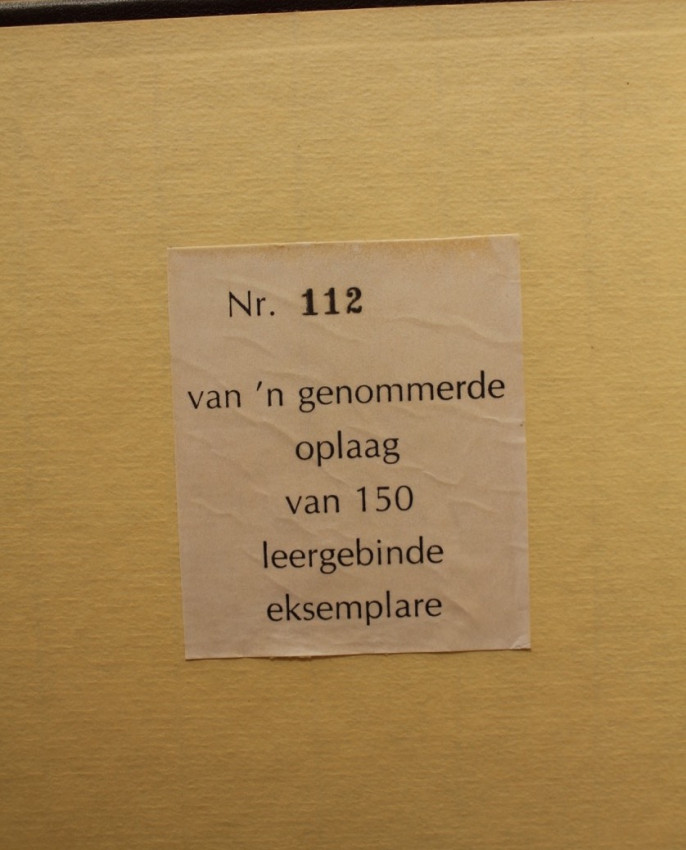 Nr. 112
van 'n genommerde
oplaag
van 150
leergebinde
eksemplare